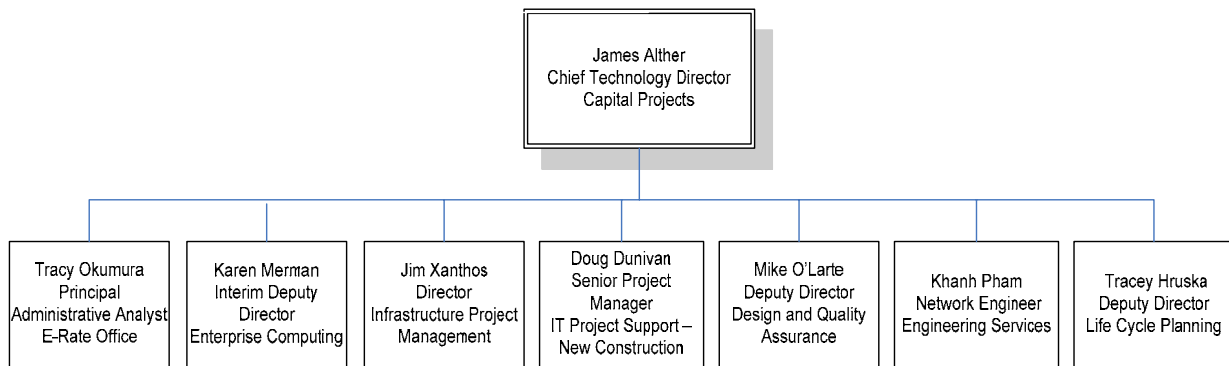 James Alther
Chief Technology Director
Capital Projects
Tracy Okumura
Principal
Administrative Analyst
E-Rate Office
Karen Merman
Interim Deputy
Director
Enterprise Computing
Jim Xanthos
Director
Infrastructure Project
Management
Doug Dunivan
Senior Project
Manager
IT Project Support –
New Construction
Mike O'Larte
Deputy Director
Design and Quality
Assurance
Khanh Pham
Network Engineer
Engineering Services
Tracey Hruska
Deputy Director
Life Cycle Planning